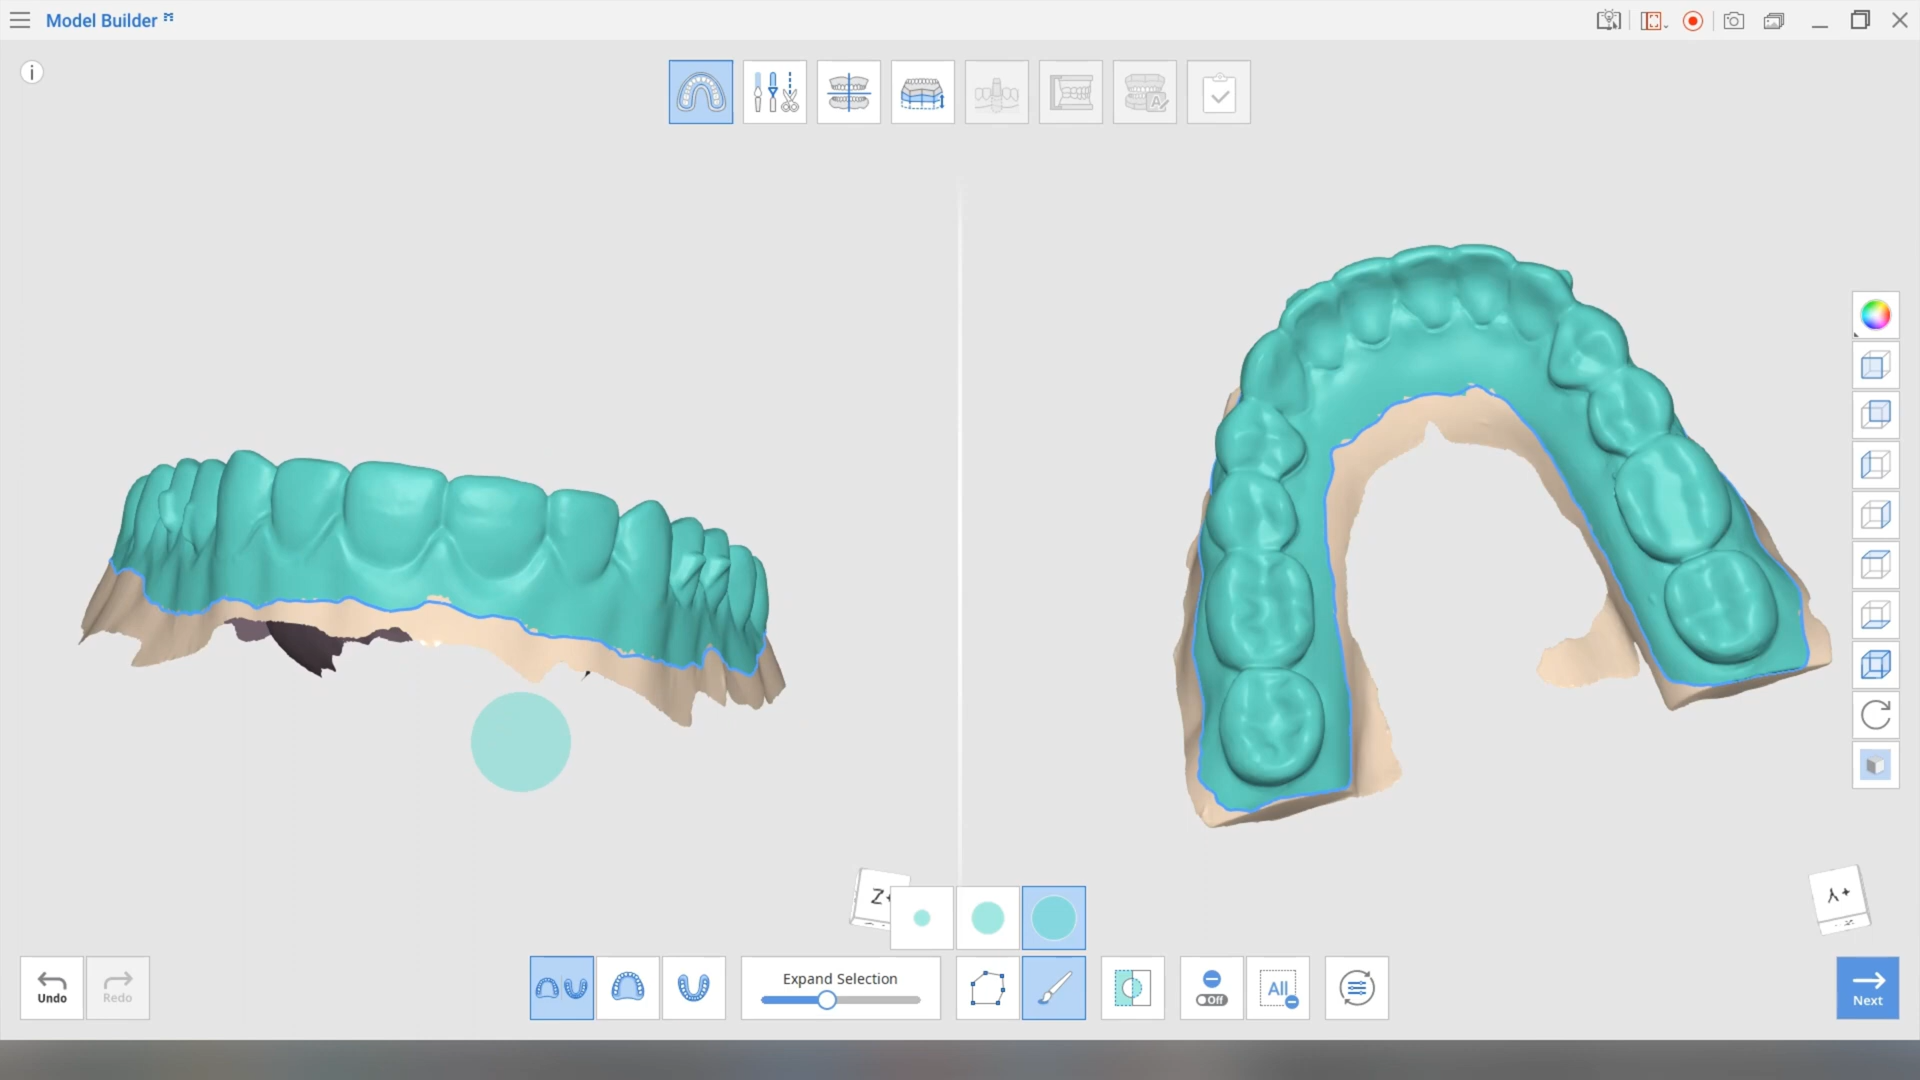 Model Builder
i
A
Z+
Y+
Expand Selection
Undo
Redo
Off
All
Next